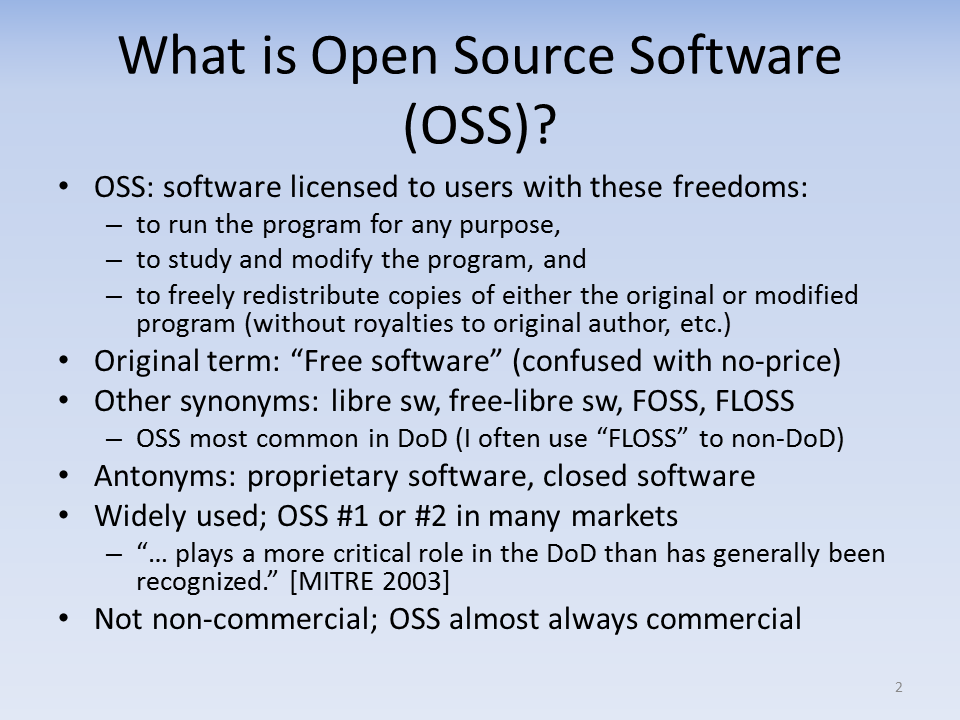 What is Open Source Software
(OSS)?
• OSS: software licensed to users with these freedoms:
– to run the program for any purpose,
– to study and modify the program, and
– to freely redistribute copies of either the original or modified
program (without royalties to original author, etc.)
• Original term: “Free software” (confused with no-price)
• Other synonyms: libre sw, free-libre sw, FOSS, FLOSS
– OSS most common in DoD (I often use “FLOSS” to non-DoD)
• Antonyms: proprietary software, closed software
• Widely used; OSS #1 or #2 in many markets
– “… plays a more critical role in the DoD than has generally been
recognized.” [MITRE 2003]
• Not non-commercial; OSS almost always commercial
2